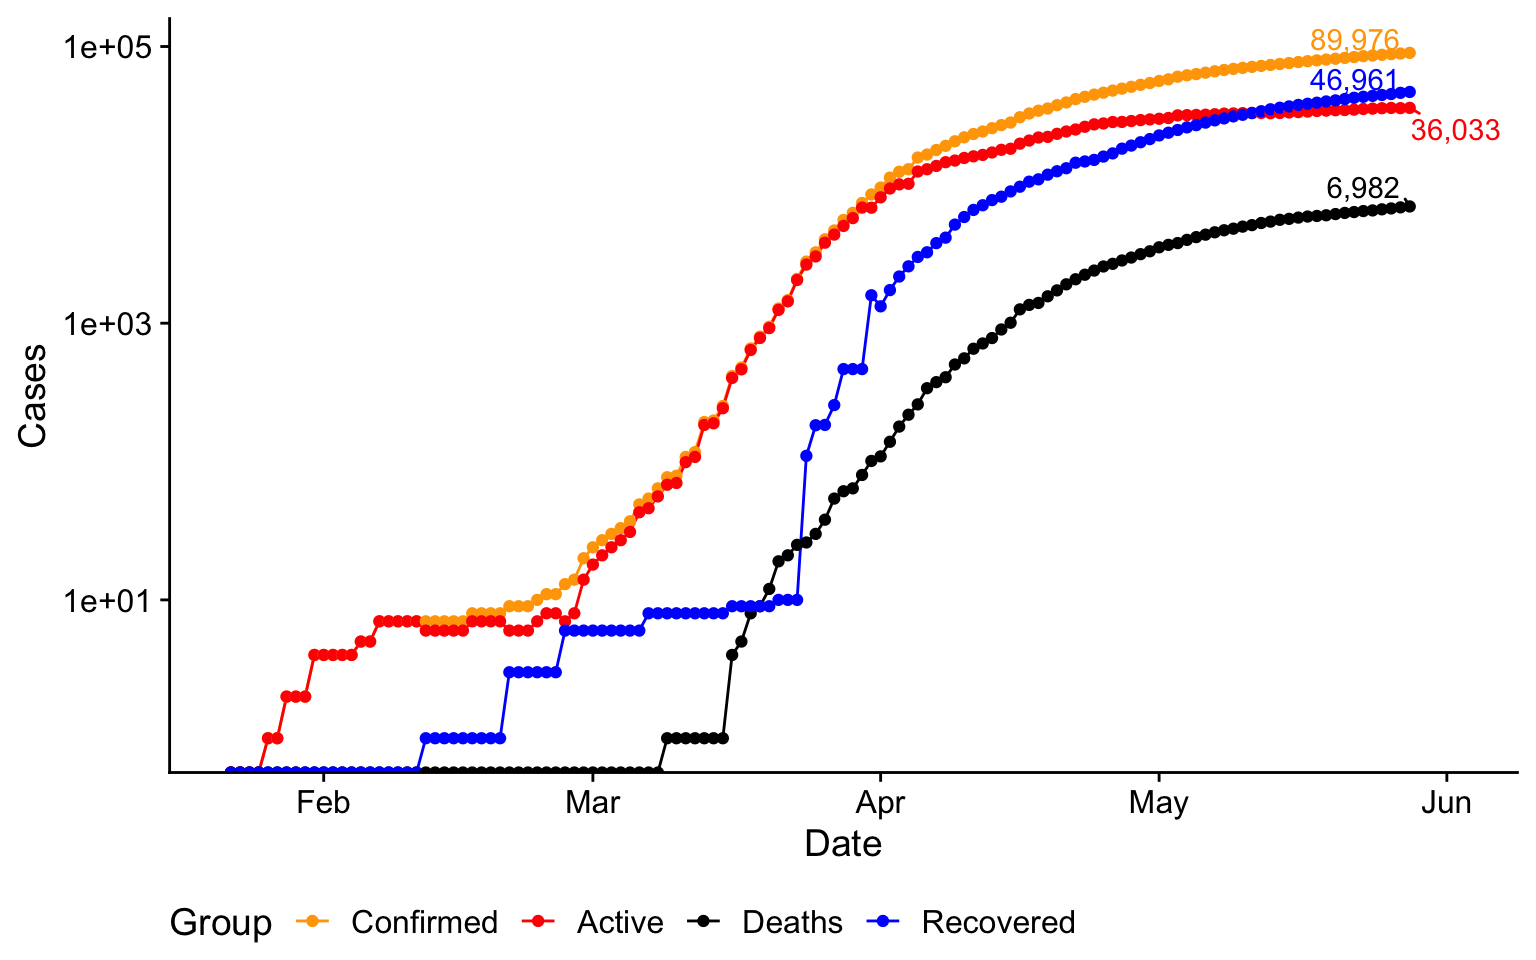 1e+05
1e+03
1e+01
Cases
89,976
46,961
36,033
6,982
Feb Mar Apr May Jun
Date
Group Confirmed Active Deaths Recovered